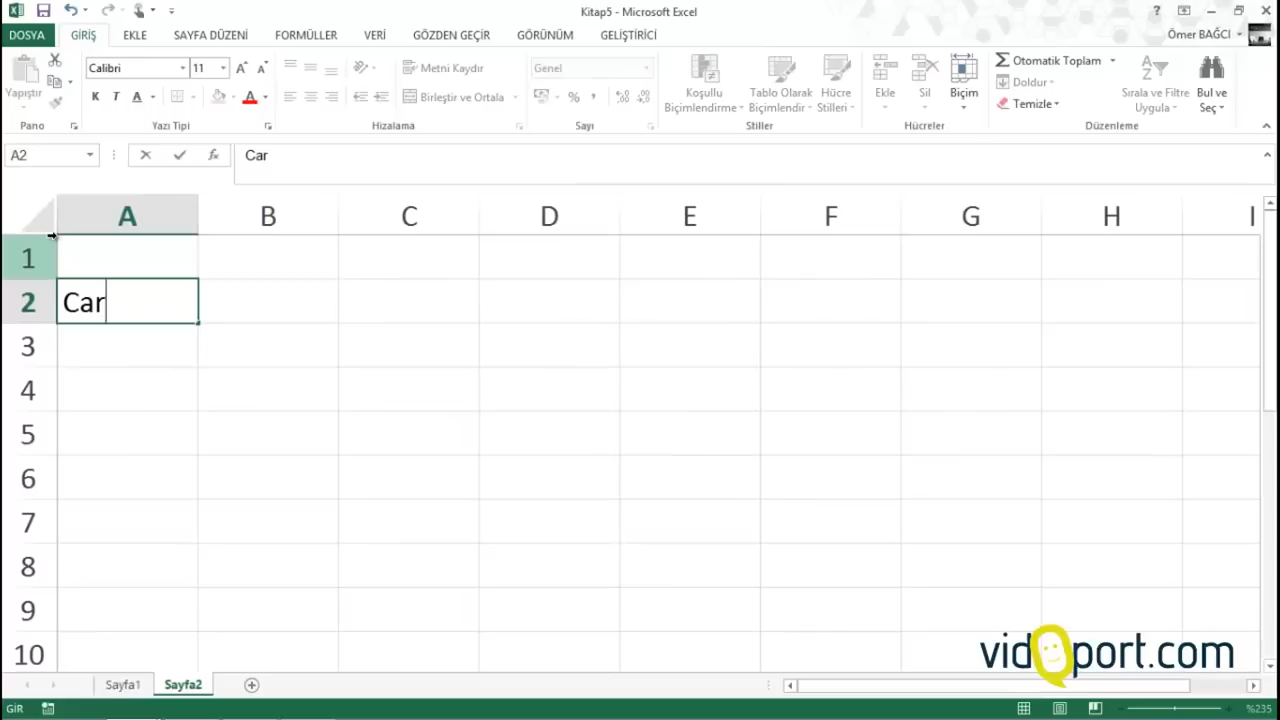 Kitap5 - Microsoft Excel
?
DOSYA GİRİŞ EKLE SAYFA DÜZENİ FORMÜLLER VERİ GÖZDEN GEÇİR GÖRÜNÜM GELİŞTİRİCİ Ömer BAĞCI
Yapıştır
Pano
Calibri 11
K T A
Yazı Tipi
Metni Kaydır
Birleştir ve Ortala
Hizalama
Genel
%
Sayı
Koşullu Biçimlendirme
Tablo Olarak Biçimlendir
Hücre Stilleri
Stiller
Ekle Sil Biçim
Hücreler
Otomatik Toplam
Doldur
Temizle
Sırala ve Filtre Uygula
Bul ve Seç
Düzenleme
A2 fx Car
A B C D E F G H I
1
2 Car
3
4
5
6
7
8
9
10
vidoport.com
Sayfa1 Sayfa2
GİR %235